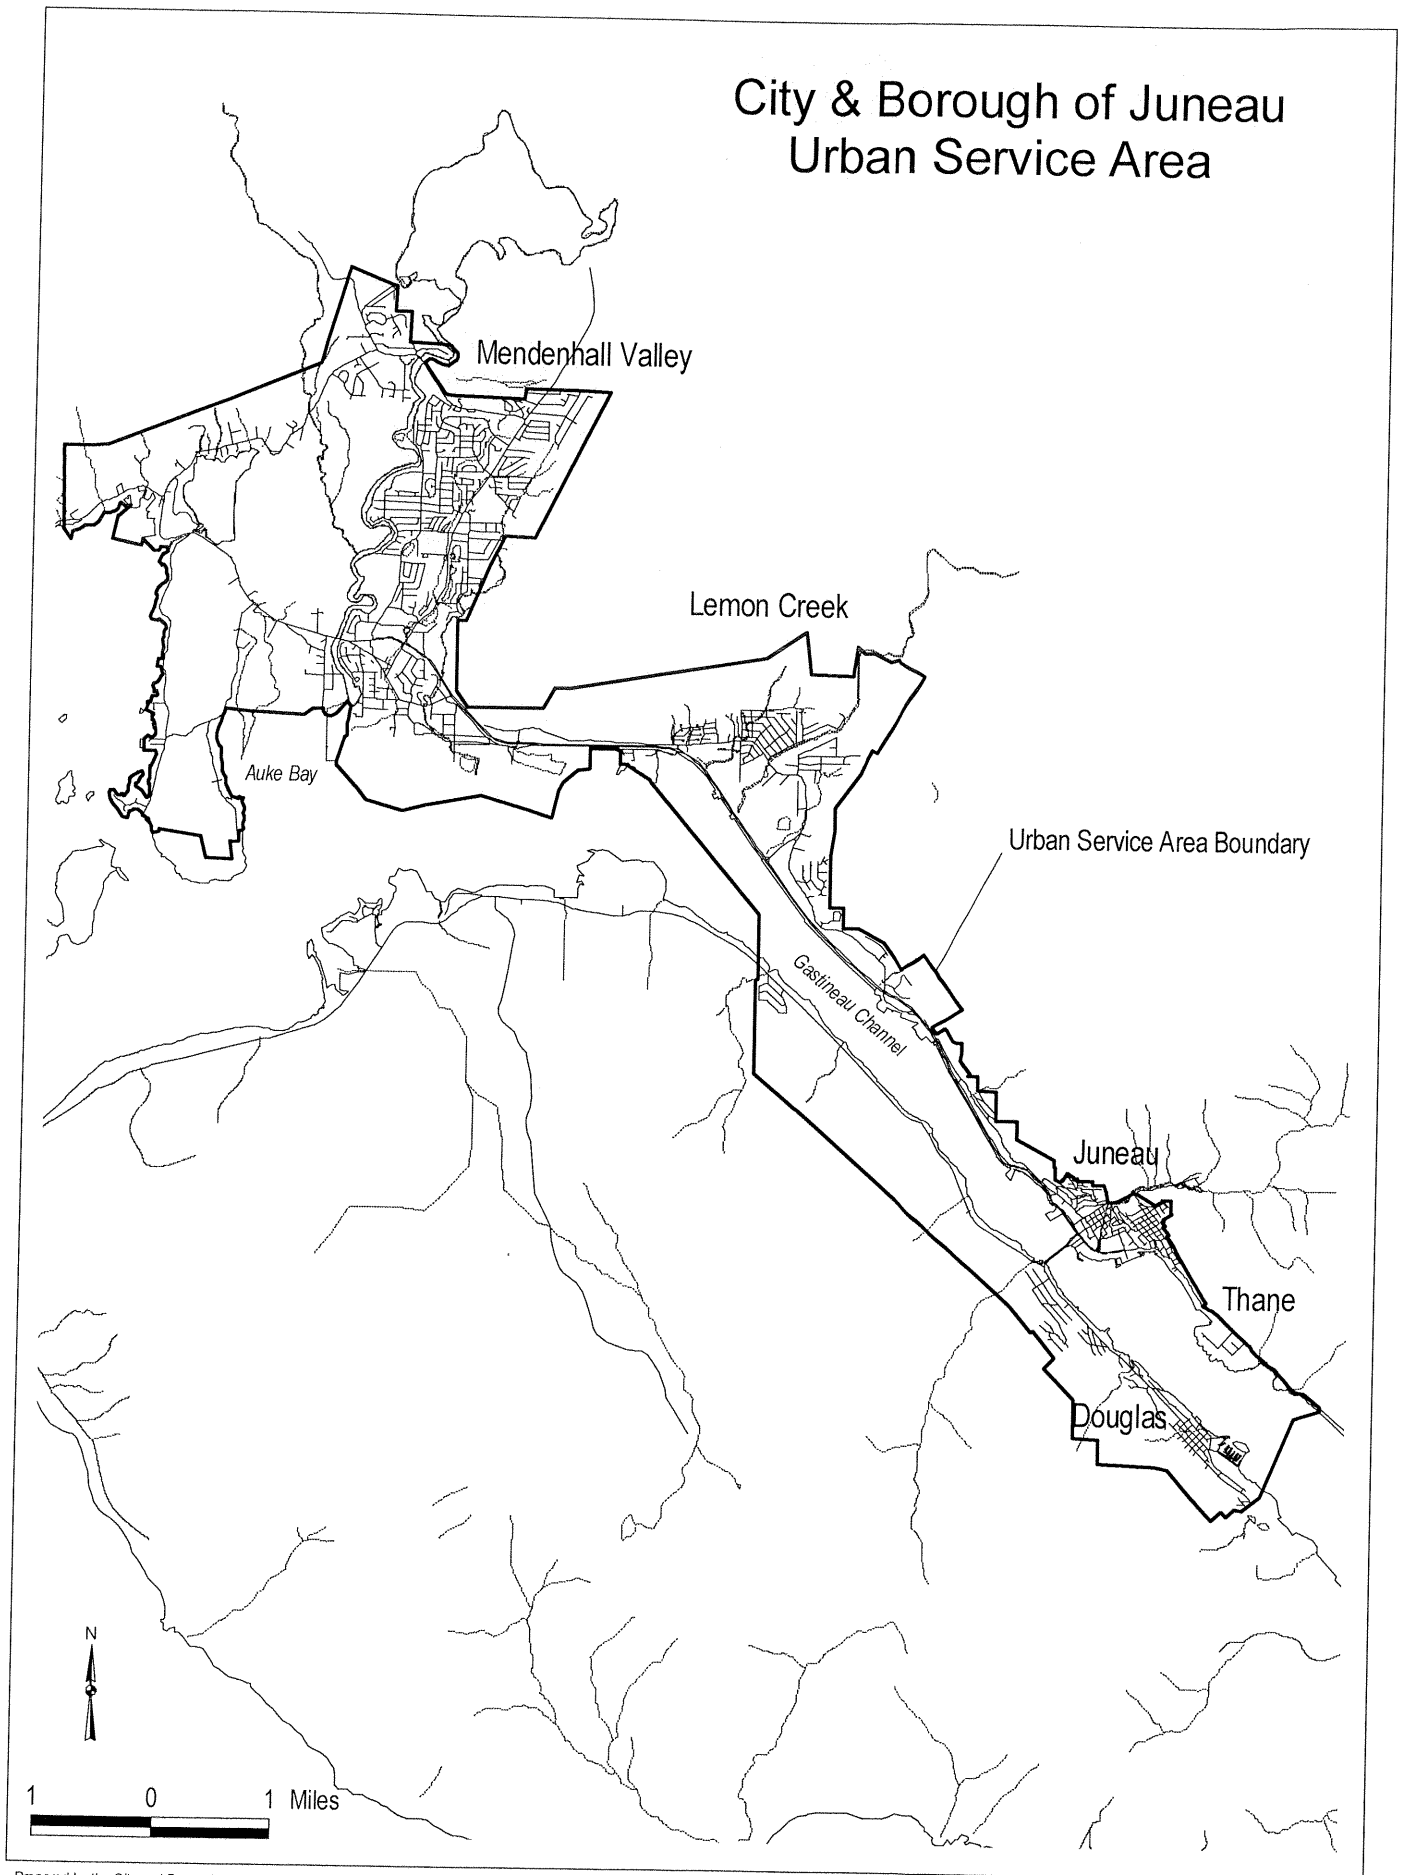 City & Borough of Juneau
Urban Service Area
Mendenhall Valley
Lemon Creek
Auke Bay
Urban Service Area Boundary
Gastineau Channel
Juneau
Thane
Douglas
N
1 0 1 Miles